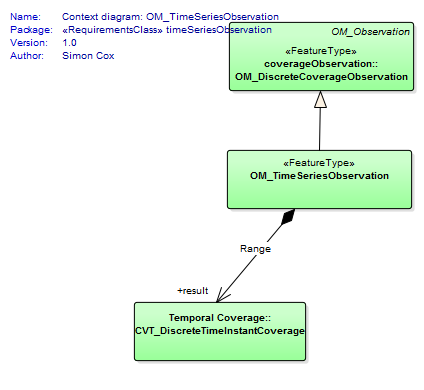 Name: Context diagram: OM_TimeSeriesObservation
Package: «RequirementsClass» timeSeriesObservation
Version: 1.0
Author: Simon Cox
OM_Observation
«FeatureType»
coverageObservation::
OM_DiscreteCoverageObservation
«FeatureType»
OM_TimeSeriesObservation
Range
+result
Temporal Coverage::
CVT_DiscreteTimeInstantCoverage